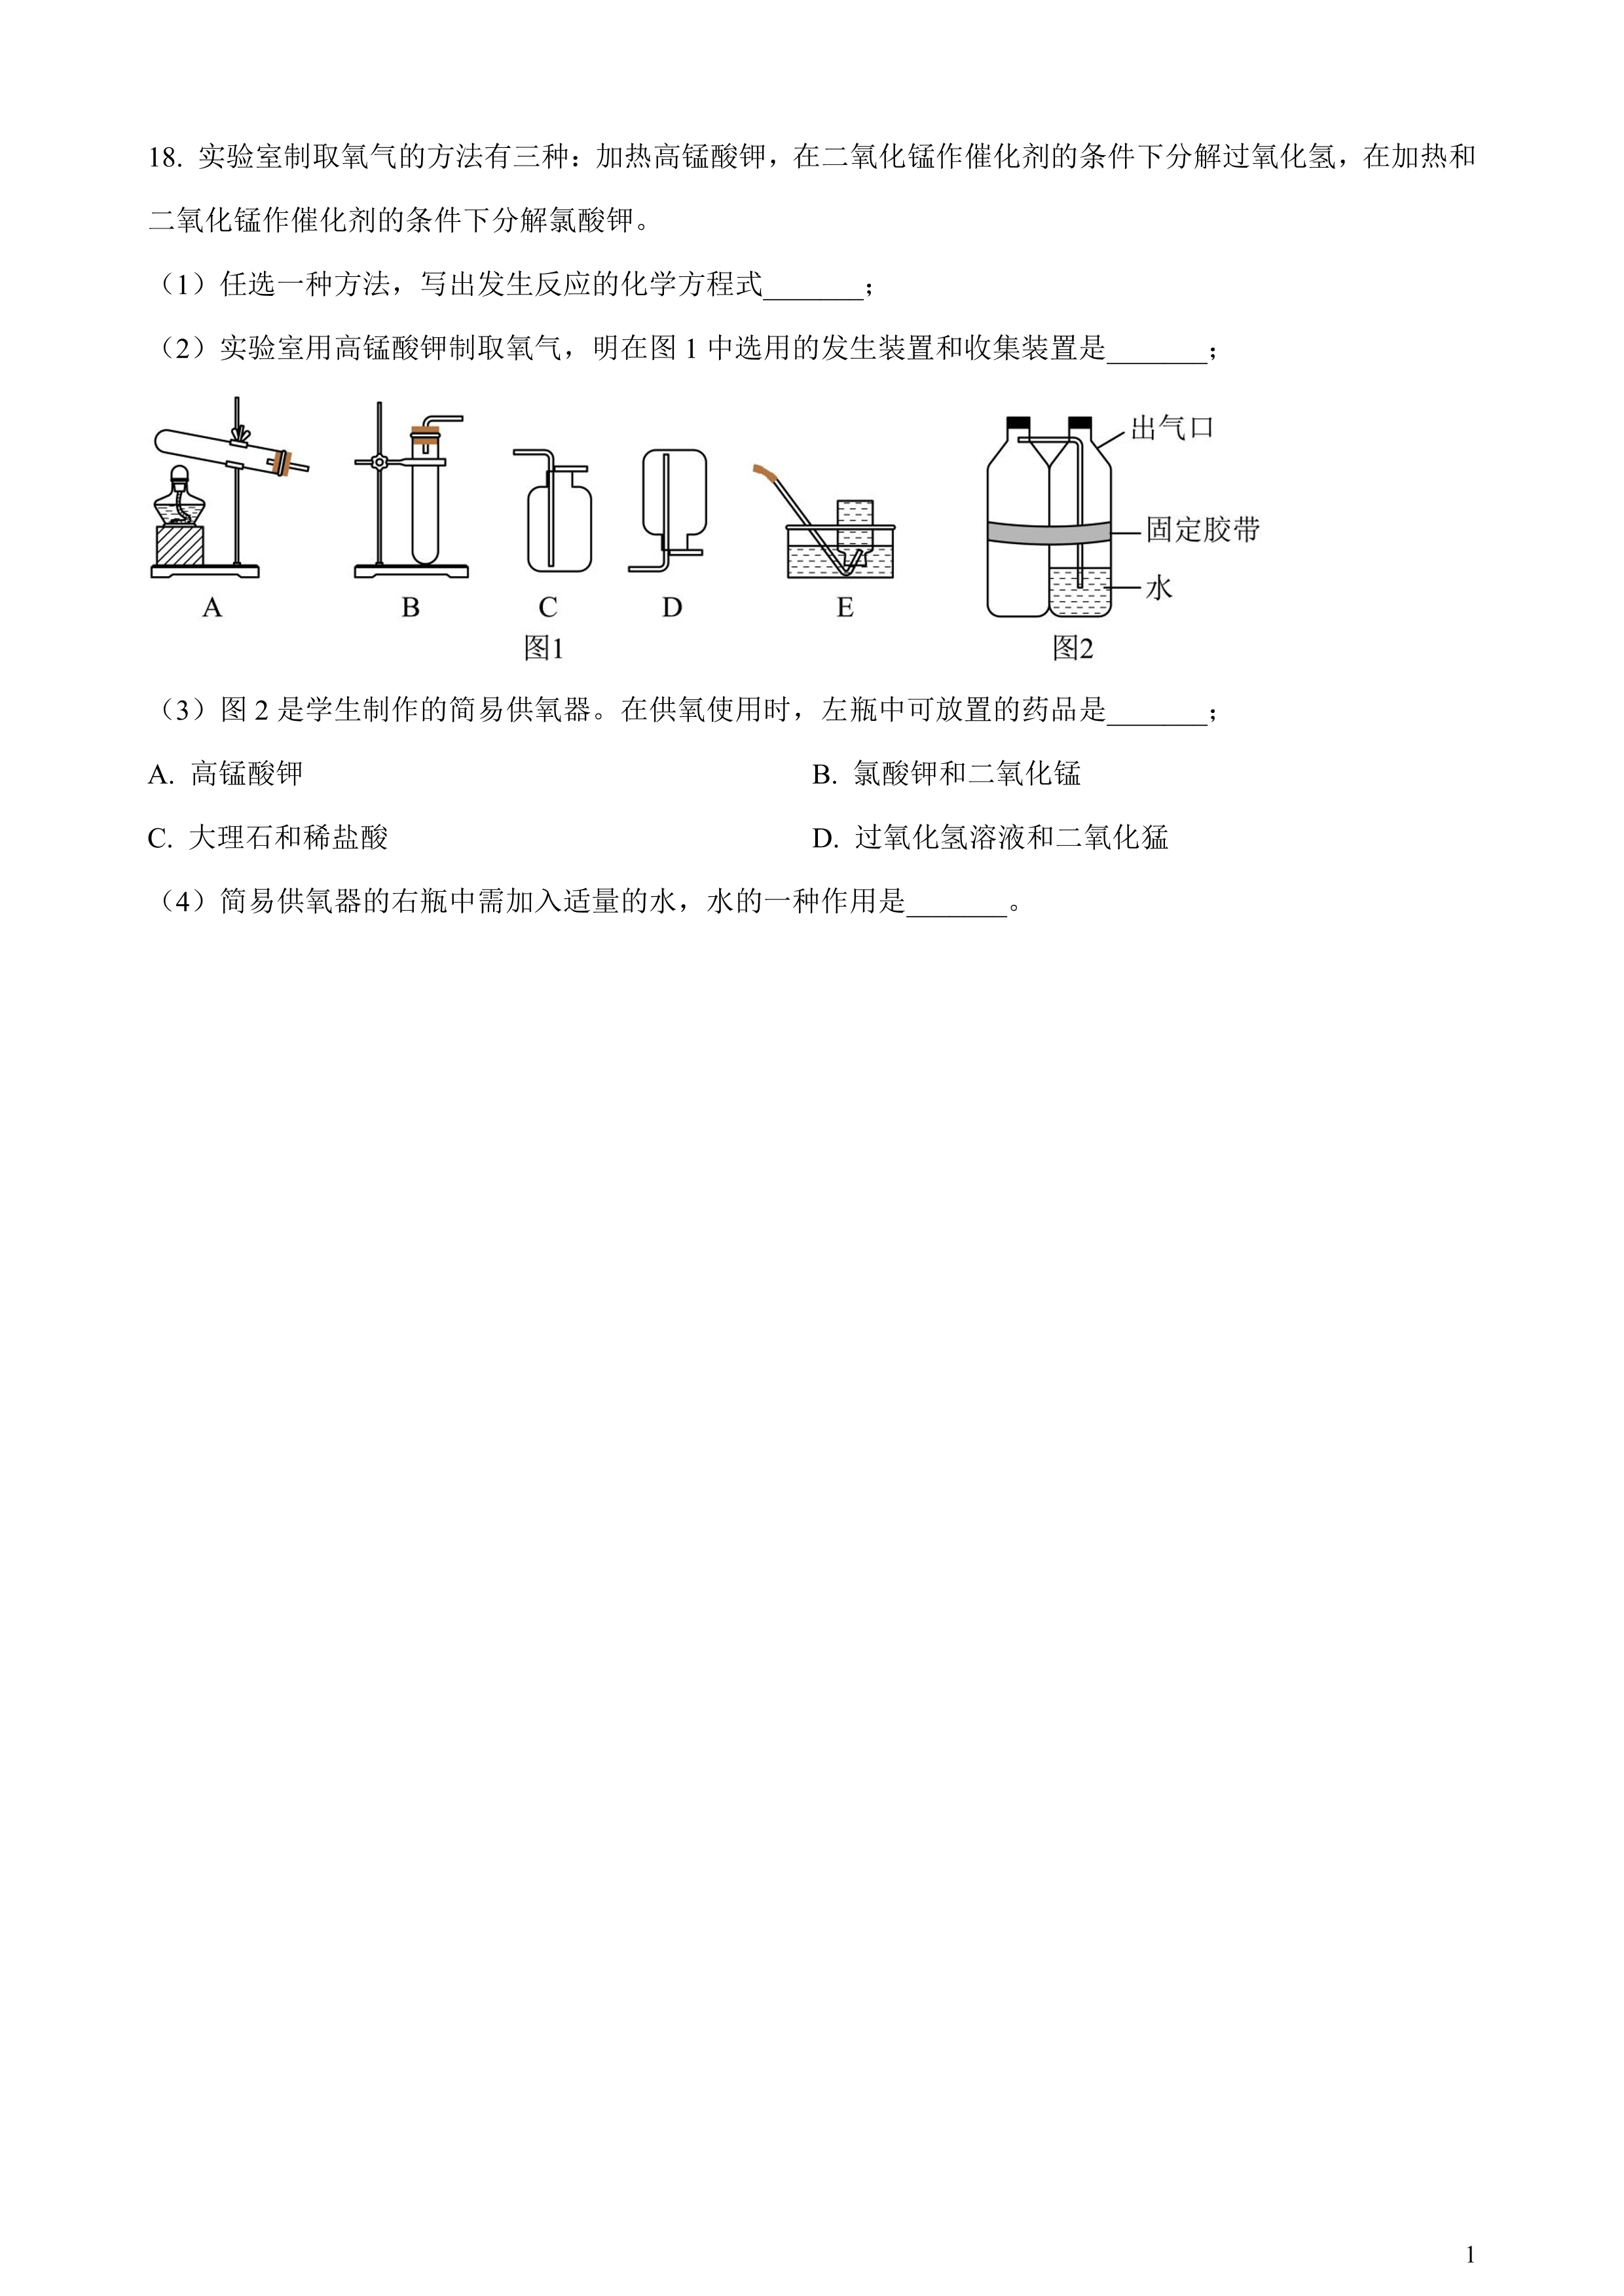 18. 实验室制取氧气的方法有三种：加热高锰酸钾，在二氧化锰作催化剂的条件下分解过氧化氢，在加热和
二氧化锰作催化剂的条件下分解氯酸钾。
（1）任选一种方法，写出发生反应的化学方程式_______；
（2）实验室用高锰酸钾制取氧气，明在图 1 中选用的发生装置和收集装置是_______；
出气口
固定胶带
水
A B C D E
图1 图2
（3）图 2 是学生制作的简易供氧器。在供氧使用时，左瓶中可放置的药品是_______；
A. 高锰酸钾 B. 氯酸钾和二氧化锰
C. 大理石和稀盐酸 D. 过氧化氢溶液和二氧化猛
（4）简易供氧器的右瓶中需加入适量的水，水的一种作用是_______。
1